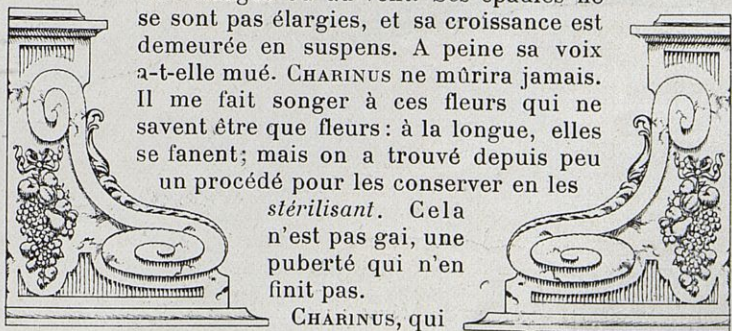 se sont pas élargies, et sa croissance est
demeurée en suspens. A peine sa voix
a-t-elle mué. CHARINUS ne mûrira jamais.
Il me fait songer à ces fleurs qui ne
savent être que fleurs : à la longue, elles
se fanent; mais on a trouvé depuis peu
un procédé pour les conserver en les
stérilisant. Cela
n'est pas gai, une
puberté qui n'en
finit pas.
CHARINUS, qui